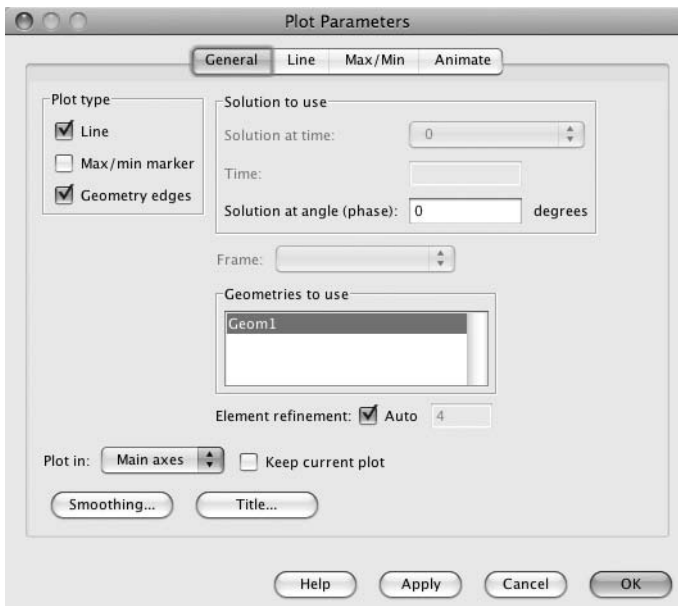 Plot Parameters
General Line Max/Min Animate
Plot type
Line
Max/min marker
Geometry edges
Solution to use
Solution at time: 0
Time:
Solution at angle (phase): 0 degrees
Frame:
Geometries to use
Geom1
Element refinement: Auto 4
Plot in: Main axes Keep current plot
Smoothing... Title...
Help Apply Cancel OK